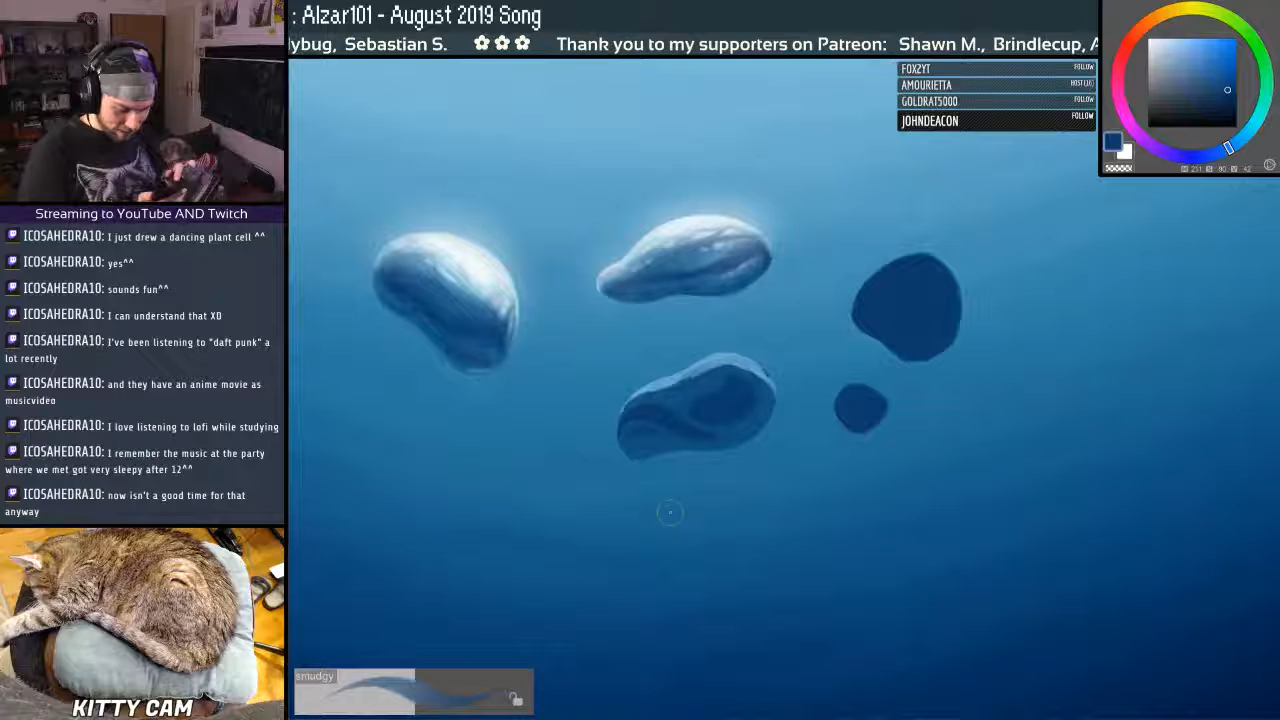 : Alzar101 - August 2019 Song
lybug, Sebastian S. ✿ ✿ ✿ Thank you to my supporters on Patreon: Shawn M., Brindlecup, A
FOXZYT FOLLOW
AMOURIETTA HOST (16)
GOLDRAT5000 FOLLOW
JOHNDEACON FOLLOW
Streaming to YouTube AND Twitch
ICOSAHEDRA10: I just drew a dancing plant cell ^^
ICOSAHEDRA10: yes^^
ICOSAHEDRA10: sounds fun^^
ICOSAHEDRA10: I can understand that XD
ICOSAHEDRA10: I've been listening to "daft punk" a
lot recently
ICOSAHEDRA10: and they have an anime movie as
musicvideo
ICOSAHEDRA10: I love listening to lofi while studying
ICOSAHEDRA10: I remember the music at the party
where we met got very sleepy after 12^^
ICOSAHEDRA10: now isn't a good time for that
anyway
smudgy
KITTY CAM